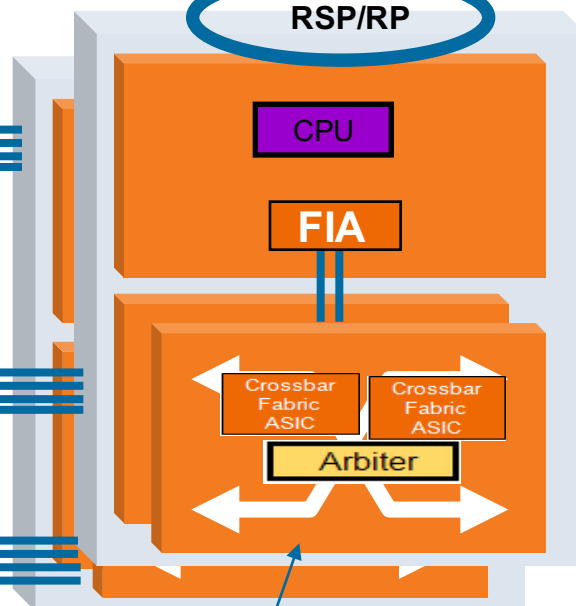 RSP/RP
CPU
FIA
Crossbar
Fabric
ASIC
Crossbar
Fabric
ASIC
Arbiter